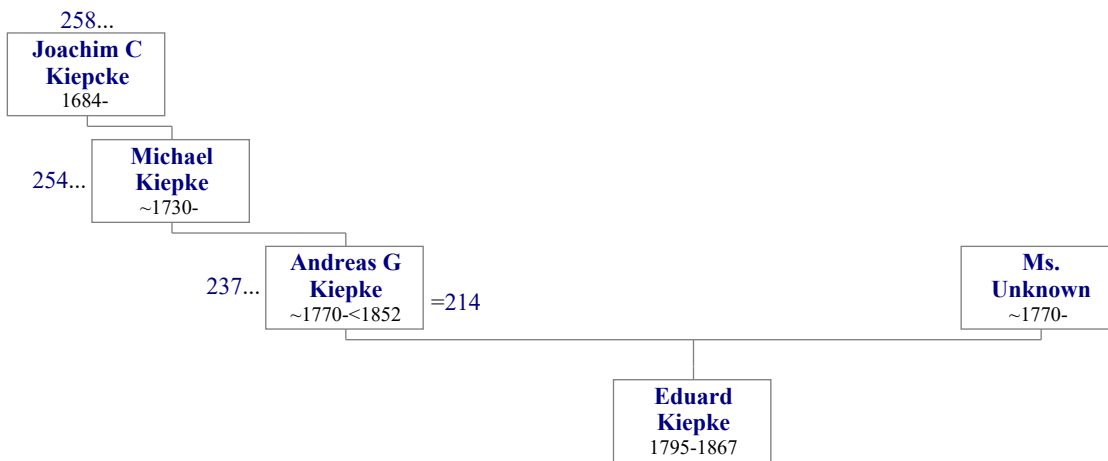 258...
Joachim C
Kiepcke
1684-
254...
Michael
Kiepke
~1730-
237...
Andreas G
Kiepke
~1770-<1852
=214
Ms.
Unknown
~1770-
Eduard
Kiepke
1795-1867